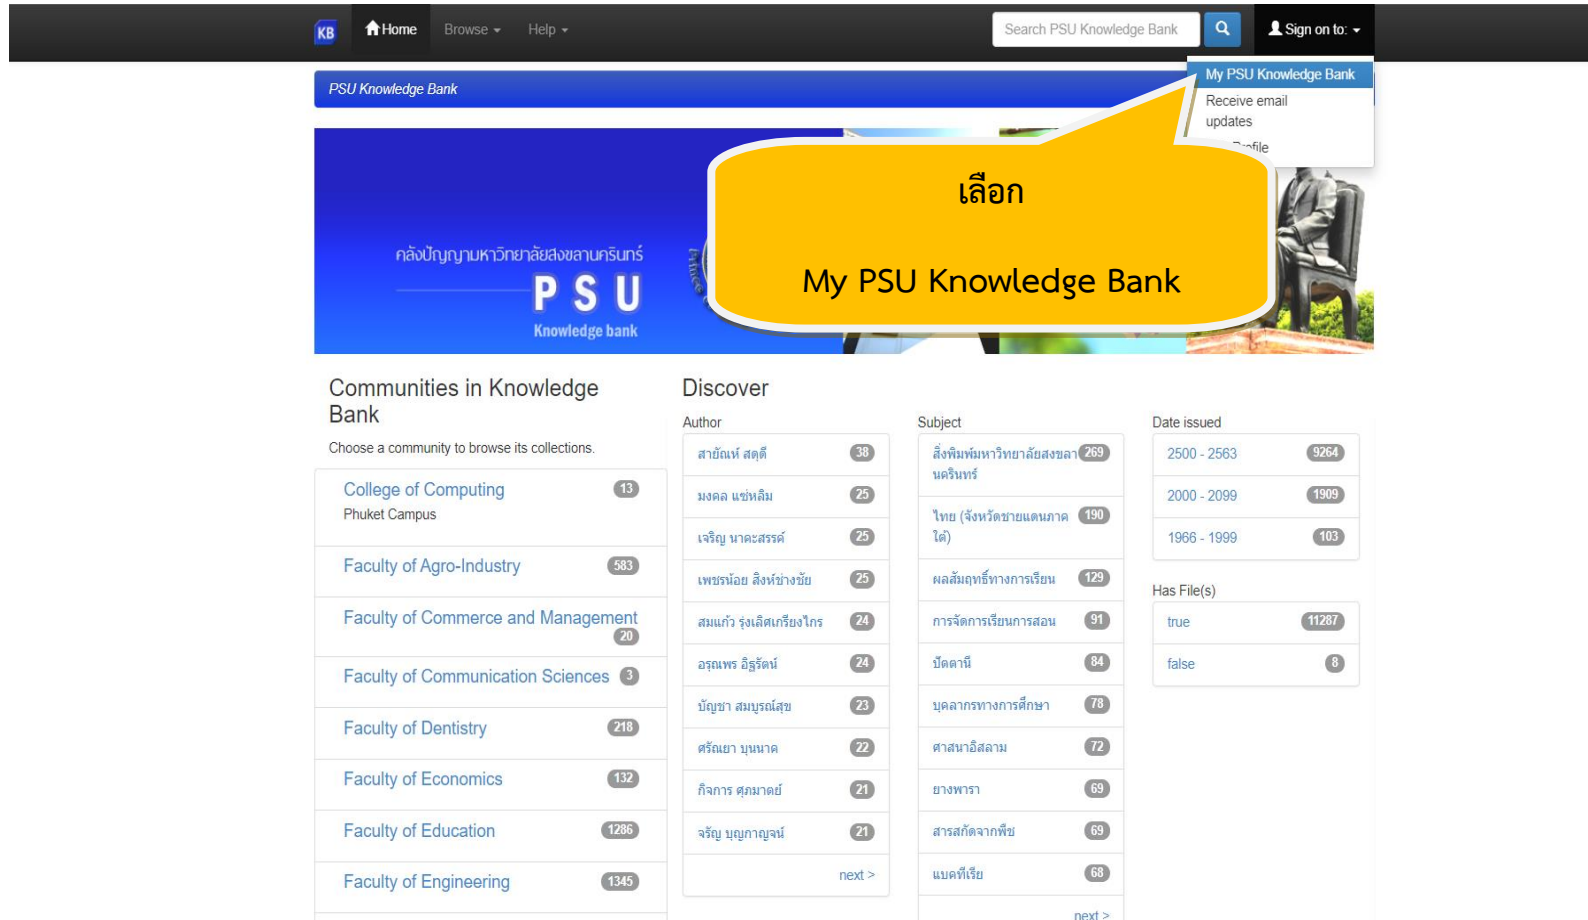 KB
Home
Browse
Help
Search PSU Knowledge Bank
Sign on to:
My PSU Knowledge Bank
Receive email
updates
Profile
PSU Knowledge Bank
เลือก
My PSU Knowledge Bank
คลังปัญญามหาวิทยาลัยสงขลานครินทร์
PSU
Knowledge bank
Communities in Knowledge
Bank
Choose a community to browse its collections.
College of Computing 13
Phuket Campus
Faculty of Agro-Industry 583
Faculty of Commerce and Management
20
Faculty of Communication Sciences 3
Faculty of Dentistry 218
Faculty of Economics 132
Faculty of Education 1286
Faculty of Engineering 1345
Discover
Author
สายัณห์ สดุดี 38
มงคล แซ่หลิม 25
เจริญ นาคะสรรค์ 25
เพชรน้อย สิงห์ช่างชัย 25
สมแก้ว รุ่งเลิศเกรียงไกร 24
อรุณพร อิฐรัตน์ 24
บัญชา สมบูรณ์สุข 23
ศรัณยา บุนนาค 22
กิจการ ศุภมาตย์ 21
จรัญ บุญกาญจน์ 21
next >
Subject
สิ่งพิมพ์มหาวิทยาลัยสงขลา 269
นครินทร์
ไทย (จังหวัดชายแดนภาค 190
ใต้)
ผลสัมฤทธิ์ทางการเรียน 129
การจัดการเรียนการสอน 91
ปัตตานี 84
บุคลากรทางการศึกษา 78
ศาสนาอิสลาม 72
ยางพารา 69
สารสกัดจากพืช 69
แบคทีเรีย 68
next >
Date issued
2500 - 2563 9264
2000 - 2099 1909
1966 - 1999 103
Has File(s)
true 11287
false 8